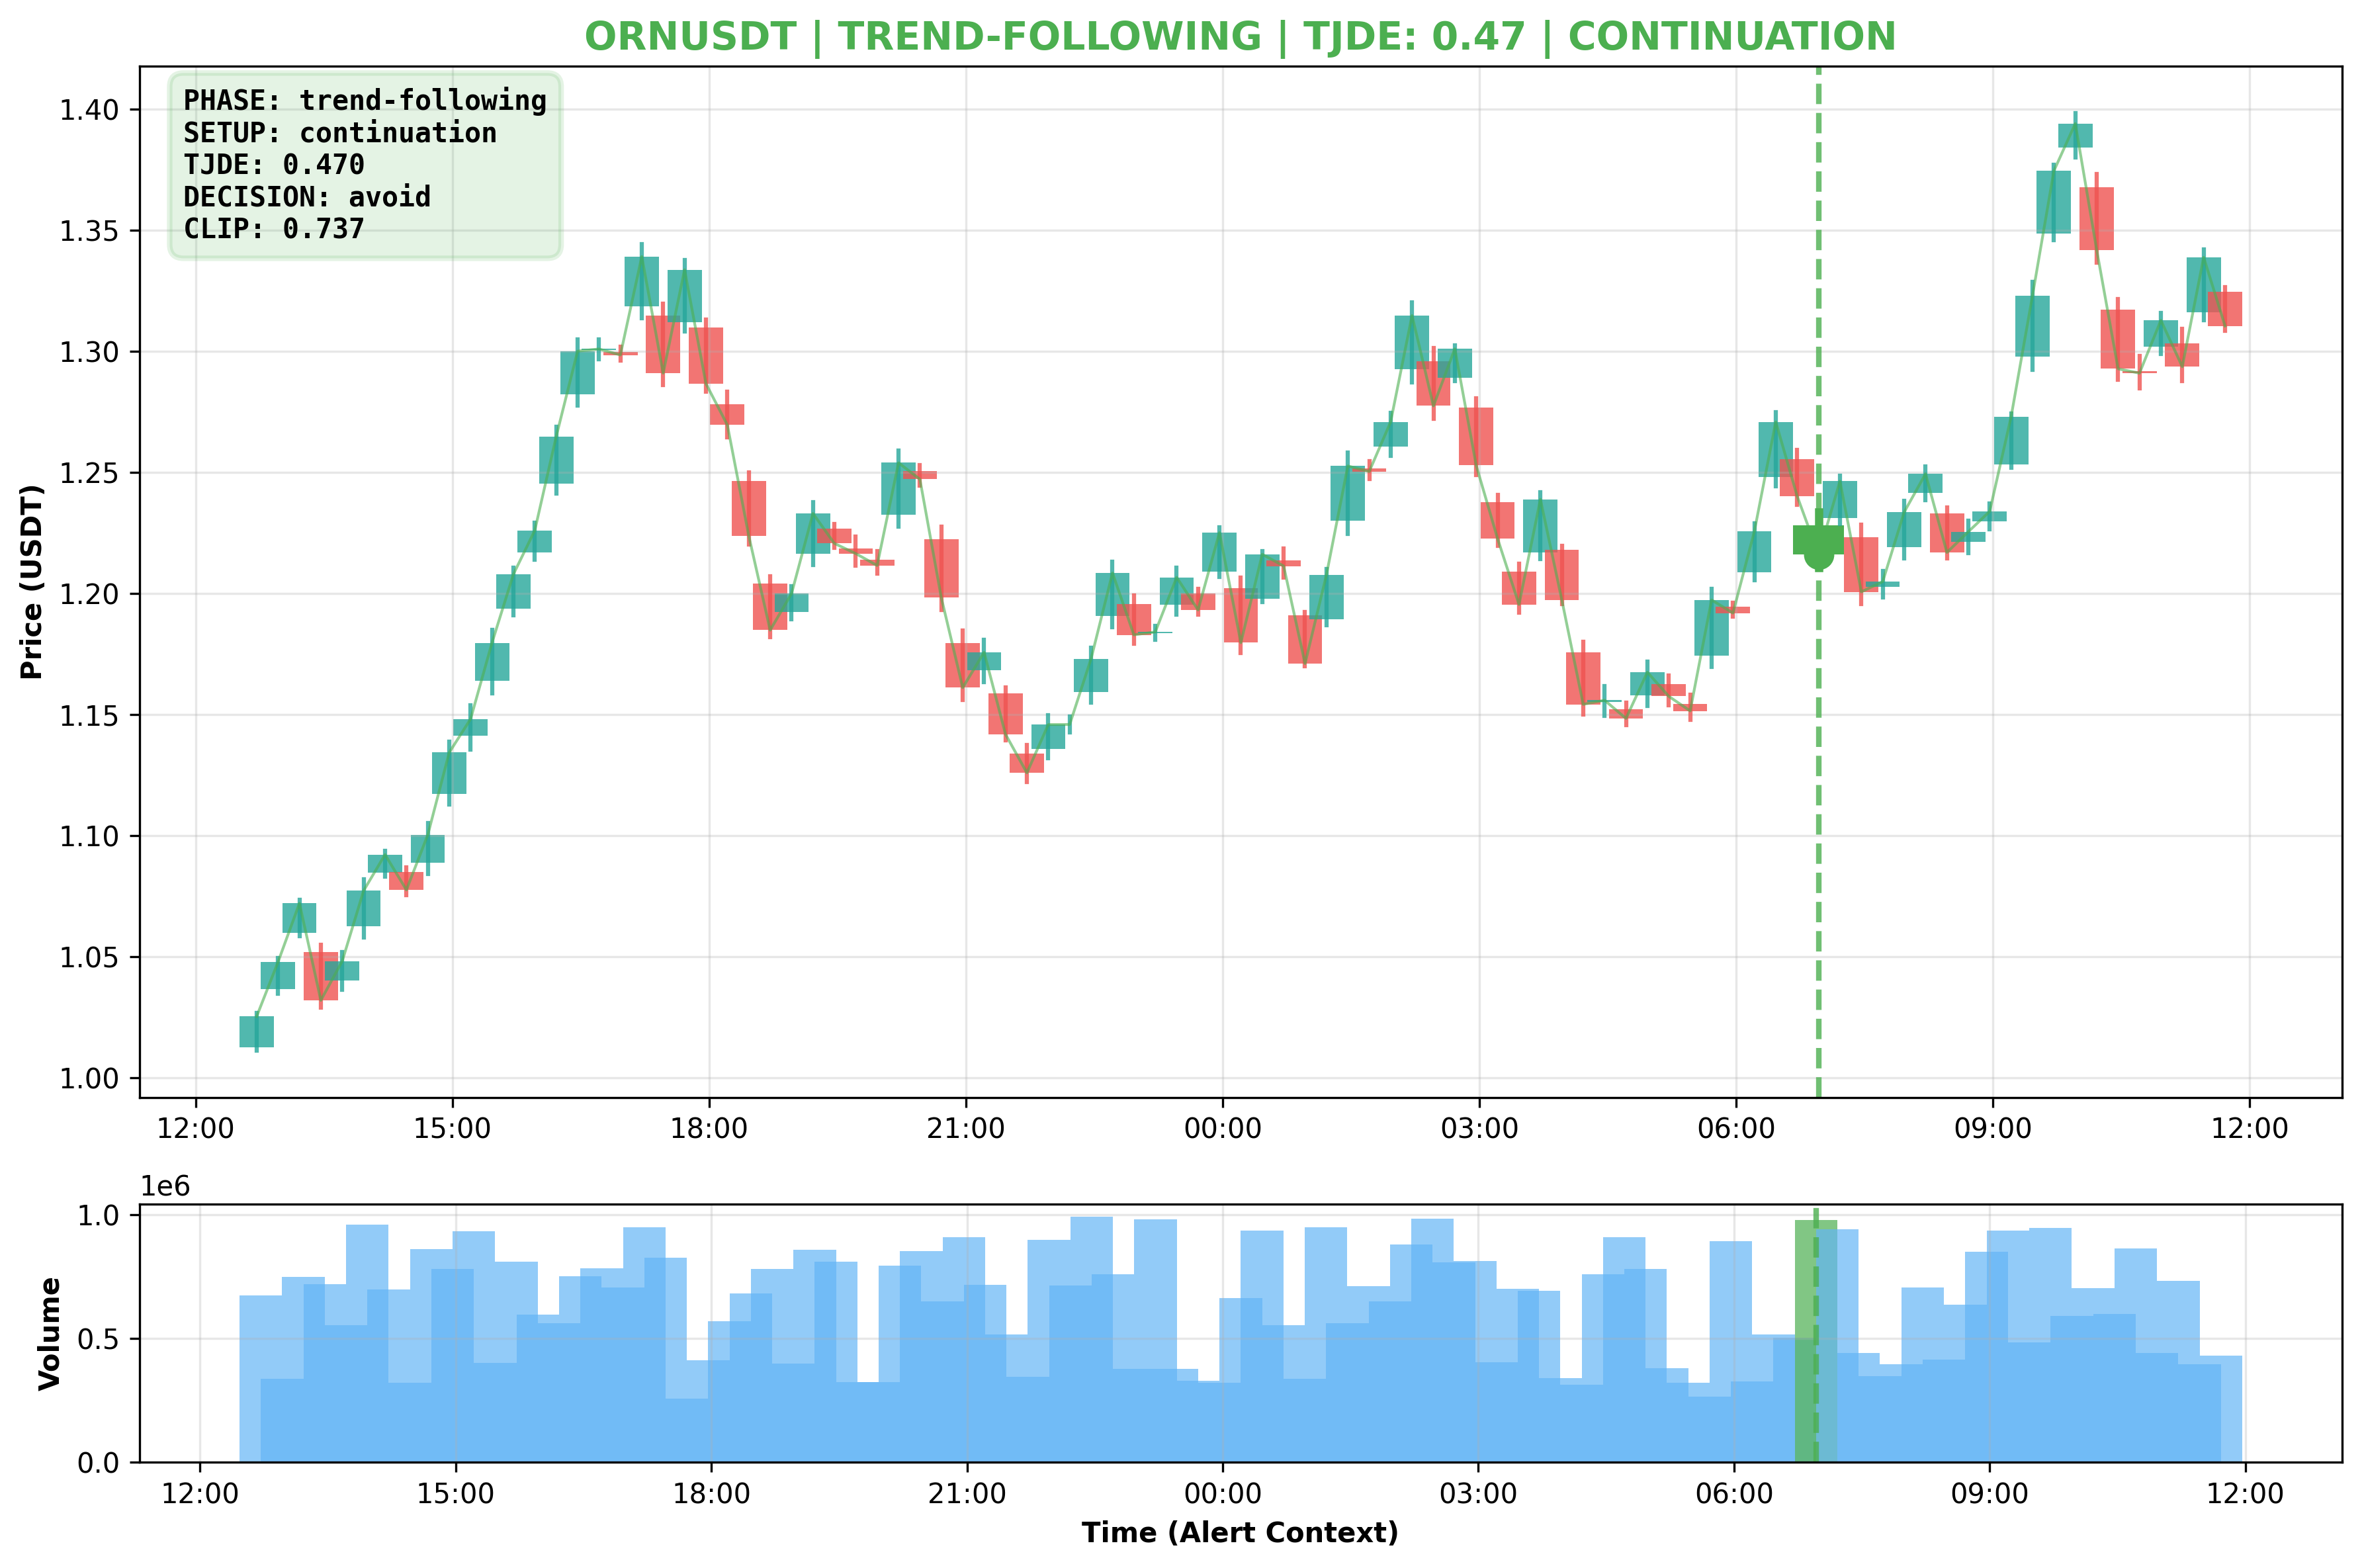 ORNUSDT | TREND-FOLLOWING | TJDE: 0.47 | CONTINUATION
PHASE: trend-following
SETUP: continuation
TJDE: 0.470
DECISION: avoid
CLIP: 0.737
Price (USDT)
1.40
1.35
1.30
1.25
1.20
1.15
1.10
1.05
1.00
12:00 15:00 18:00 21:00 00:00 03:00 06:00 09:00 12:00
1e6
Volume
1.0
0.5
0.0
12:00 15:00 18:00 21:00 00:00 03:00 06:00 09:00 12:00
Time (Alert Context)